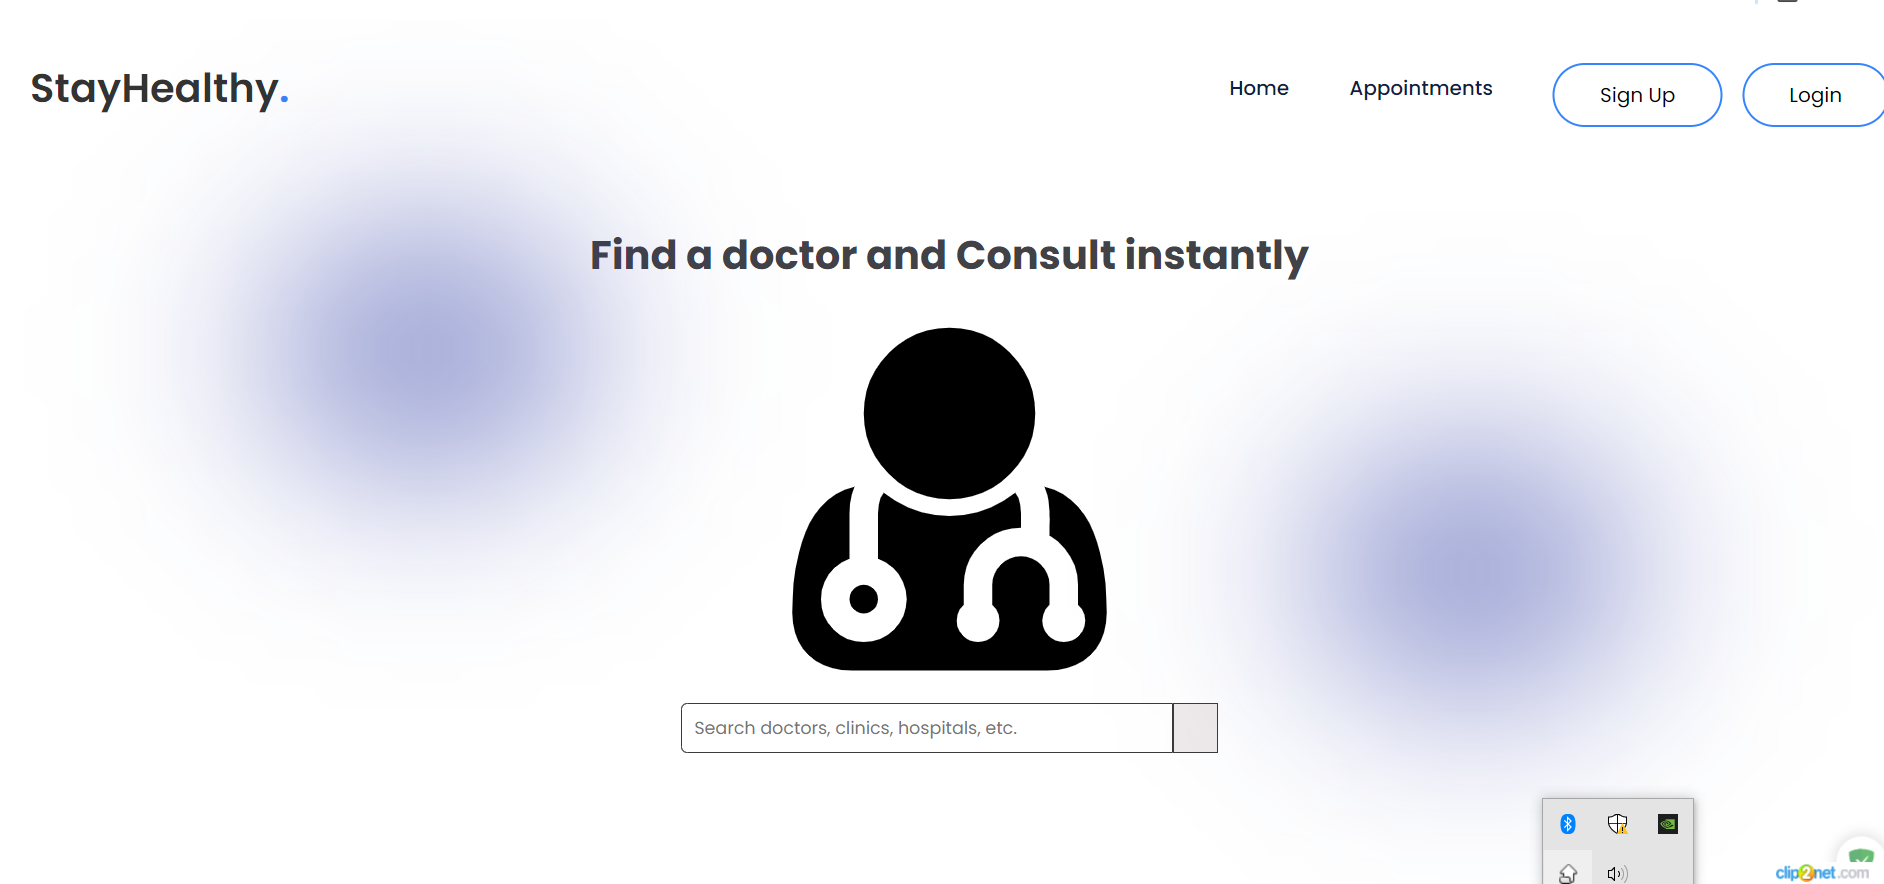 StayHealthy.
Home
Appointments
Sign Up
Login
Find a doctor and Consult instantly
Search doctors, clinics, hospitals, etc.
clip2net.com